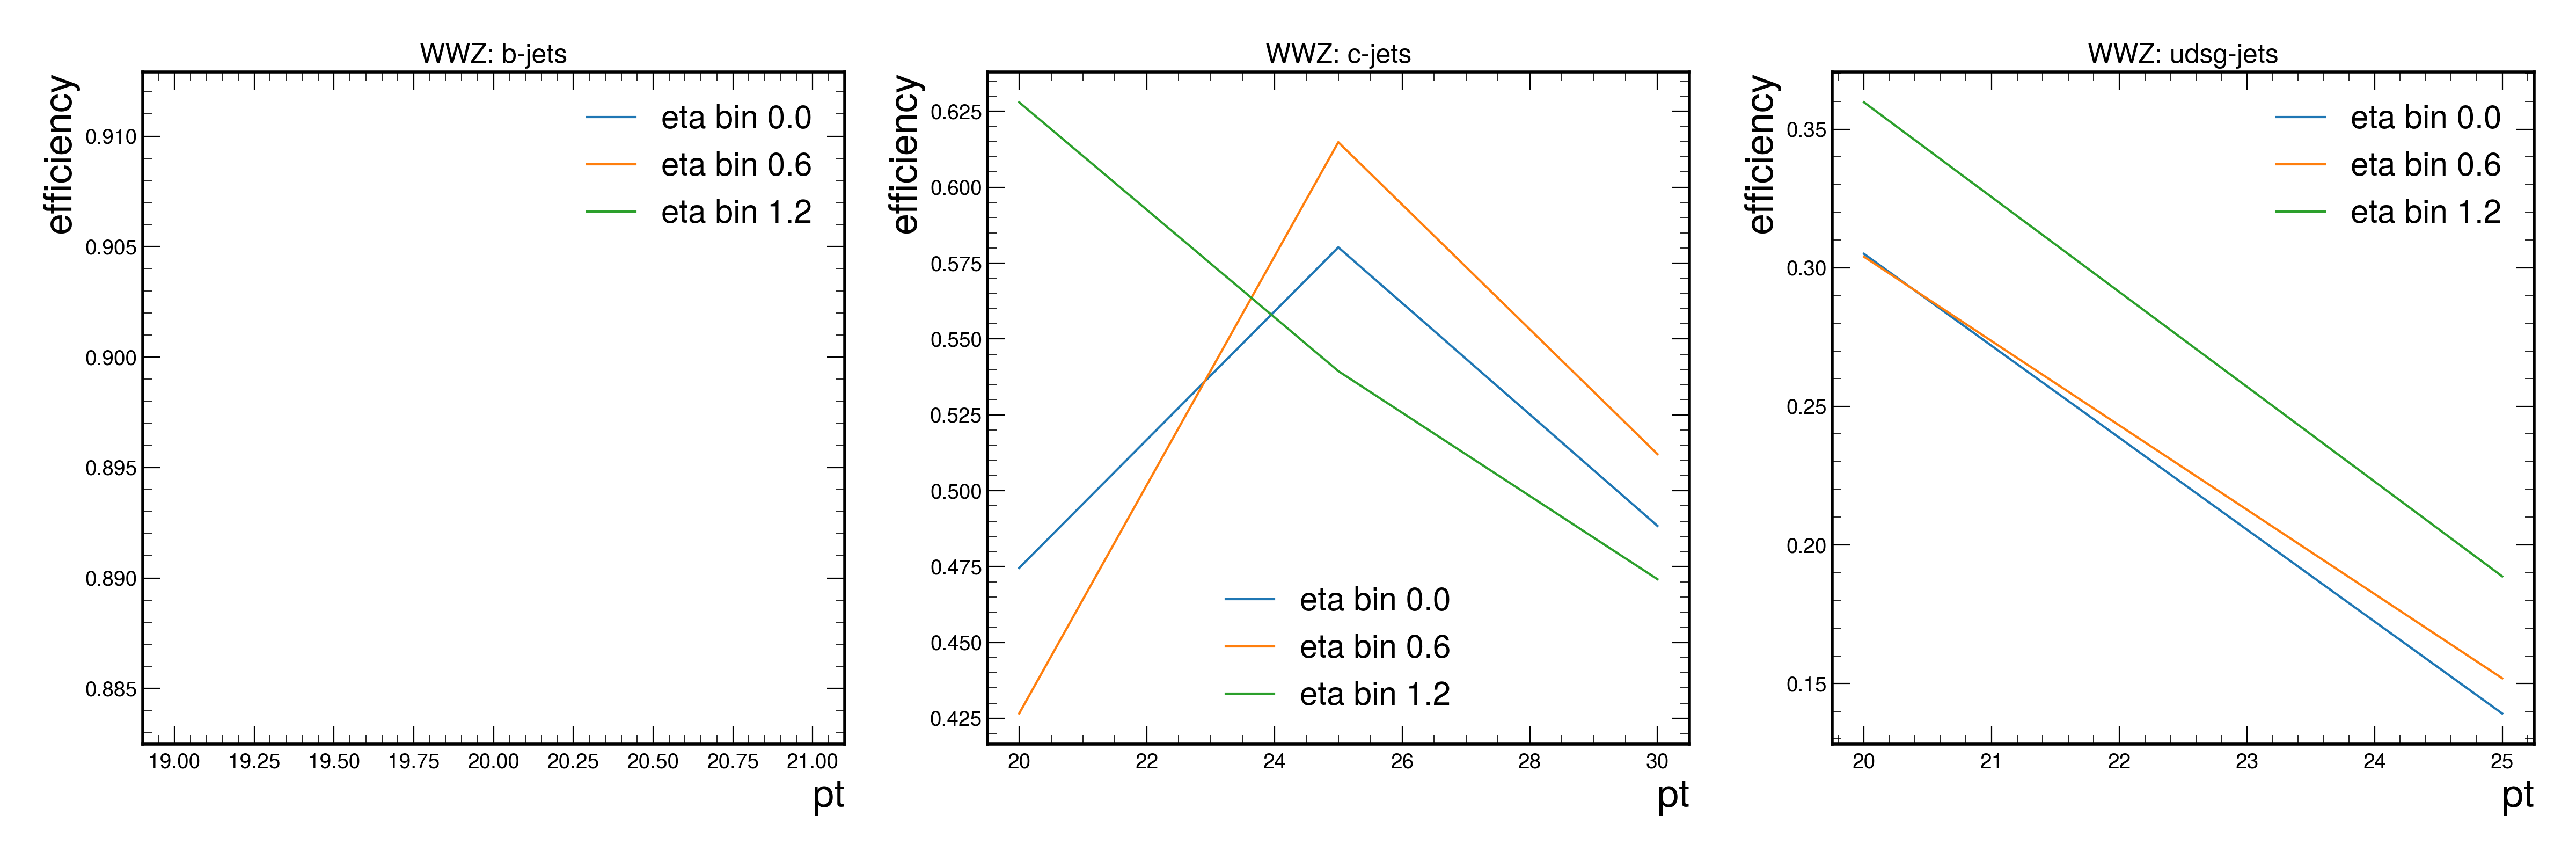 WWZ: b-jets
efficiency
0.910
0.905
0.900
0.895
0.890
0.885
eta bin 0.0
eta bin 0.6
eta bin 1.2
19.00 19.25 19.50 19.75 20.00 20.25 20.50 20.75 21.00
pt
WWZ: c-jets
efficiency
0.625
0.600
0.575
0.550
0.525
0.500
0.475
0.450
0.425
eta bin 0.0
eta bin 0.6
eta bin 1.2
20 22 24 26 28 30
pt
WWZ: udsg-jets
efficiency
0.35
0.30
0.25
0.20
0.15
eta bin 0.0
eta bin 0.6
eta bin 1.2
20 21 22 23 24 25
pt